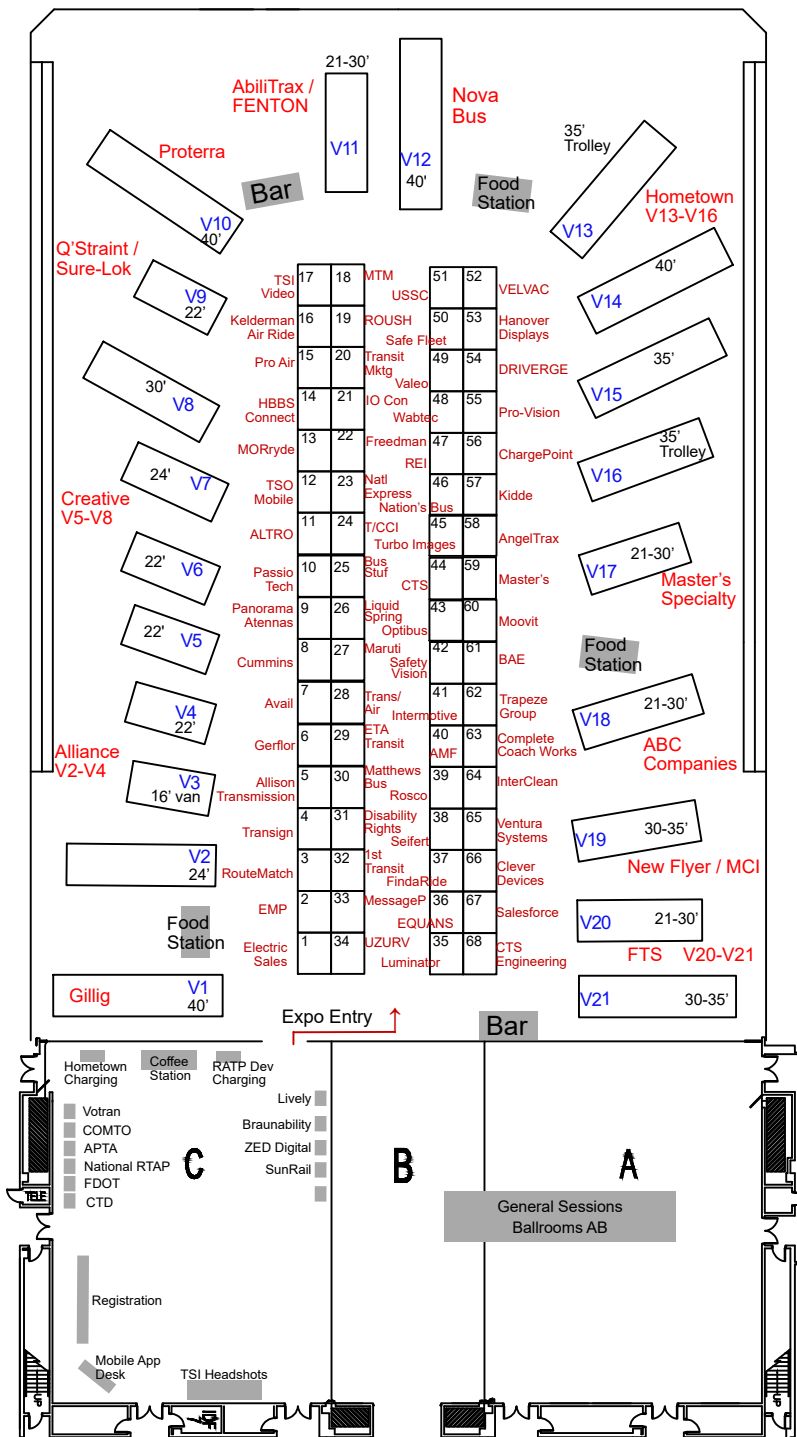 21-30’
AbiliTrax /
FENTON
V11
Nova
Bus
V12
40'
35’
Trolley
V13
Proterra
V10
40’
Bar
Food
Station
Hometown
V13-V16
40’
V14
Q’Straint /
Sure-Lok
V9
22’
30'
V8
24'
V7
Creative
V5-V8
22’
V6
22’
V5
V4
22’
Alliance
V2-V4
V3
16’ van
V2
24’
Food
Station
Gillig
V1
40’
TSI
Video
17
18
MTM
USSC
51
52
VELVAC
Kelderman
Air Ride
16
19
ROUSH
Safe Fleet
50
53
Hanover
Displays
Pro Air
15
20
Transit
Mktg
Valeo
49
54
DRIVERGE
HBBS
Connect
14
21
IO Con
Wabtec
48
55
Pro-Vision
MORryde
13
22
Freedman
REI
47
56
ChargePoint
TSO
Mobile
12
23
Natl
Express
Nation’s Bus
46
57
Kidde
ALTRO
11
24
T/CCI
Turbo Images
45
58
AngelTrax
Passio
Tech
10
25
Bus
Stuf
CTS
44
59
Master’s
Panorama
Atennas
9
26
Liquid
Spring
Optibus
43
60
Moovit
Cummins
8
27
Maruti
Safety
Vision
42
61
BAE
Avail
7
28
Trans/
Air
Intermotive
41
62
Trapeze
Group
Gerflor
6
29
ETA
Transit
AMF
40
63
Complete
Coach Works
Allison
Transmission
5
30
Matthews
Bus
Rosco
39
64
InterClean
Transign
4
31
Disability
Rights
Seifert
38
65
Ventura
Systems
RouteMatch
3
32
1st
Transit
FindaRide
37
66
Clever
Devices
EMP
2
33
MessageP
EQUANS
36
67
Salesforce
Electric
Sales
1
34
UZURV
Luminator
35
68
CTS
Engineering
35’
V15
35’
Trolley
V16
21-30’
V17
Master’s
Specialty
Food
Station
21-30’
V18
ABC
Companies
V19
30-35’
New Flyer / MCI
V20
21-30’
FTS V20-V21
V21
30-35’
Expo Entry
Bar
Hometown
Charging
Coffee
Station
RATP Dev
Charging
Votran
COMTO
APTA
National RTAP
FDOT
CTD
Lively
Braunability
ZED Digital
SunRail
C
B
A
TELE
General Sessions
Ballrooms AB
Registration
Mobile App
Desk
TSI Headshots
UP
IDF
UP